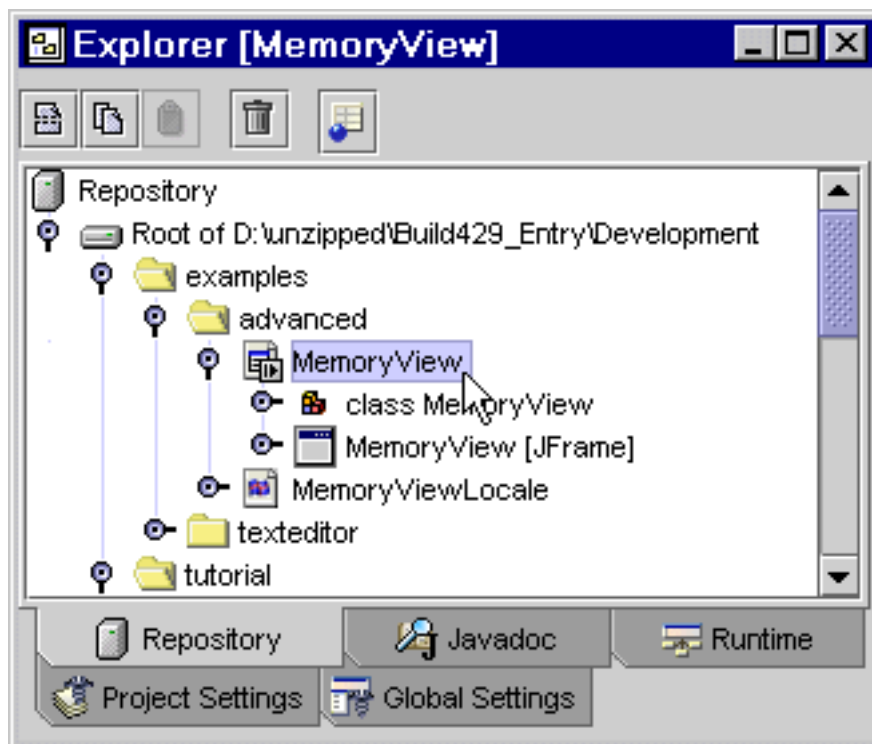 Explorer [MemoryView]
Repository
Root of D:\unzipped\Build429_Entry\Development
examples
advanced
MemoryView
class MemoryView
MemoryView [JFrame]
MemoryViewLocale
texteditor
tutorial
Repository
Javadoc
Runtime
Project Settings
Global Settings